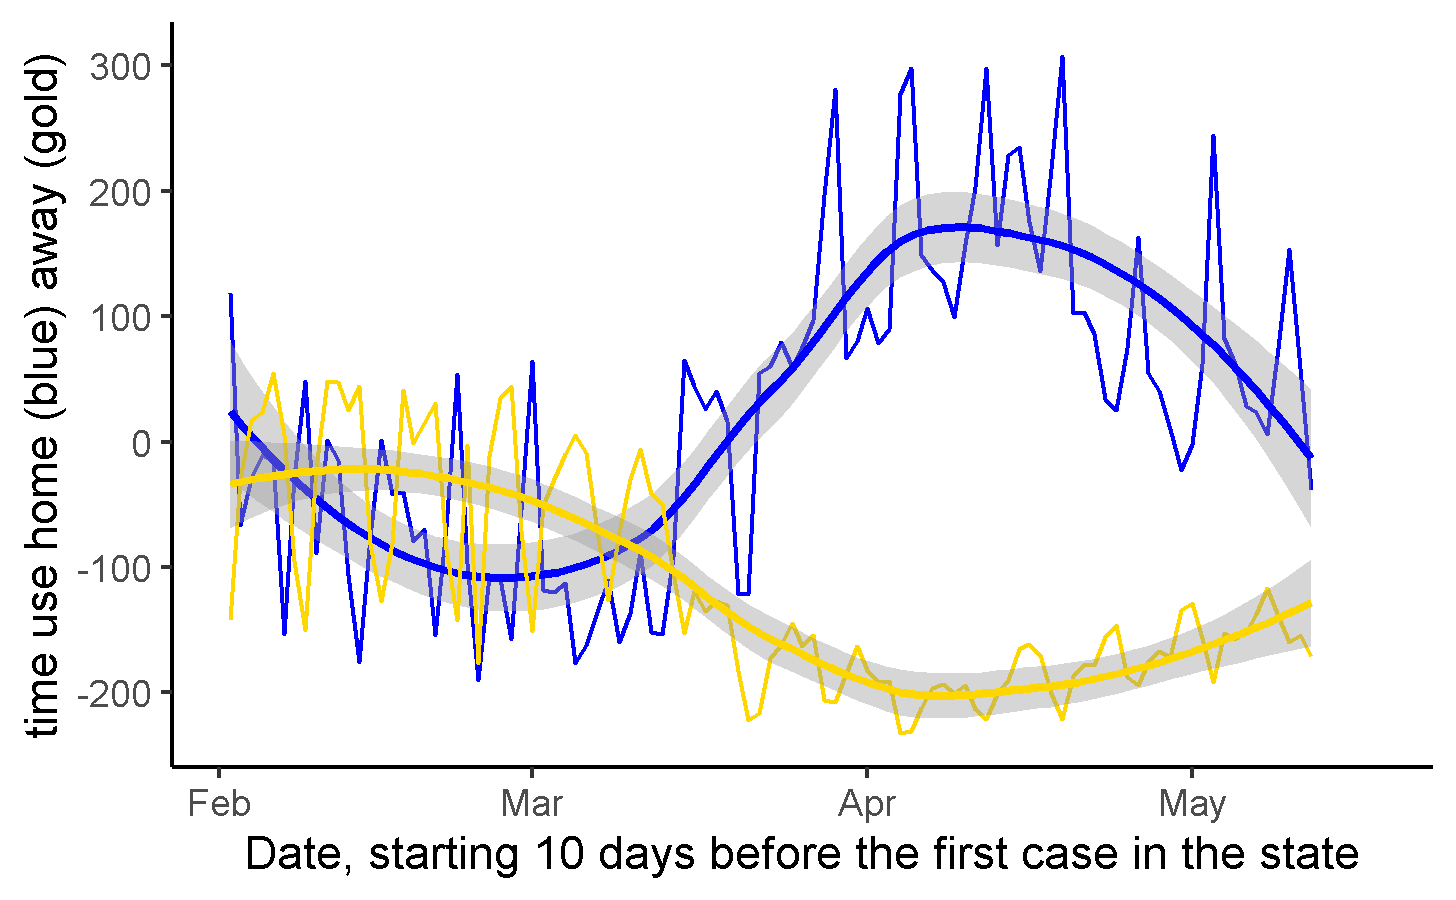 time use home (blue) away (gold)
300
200
100
0
-100
-200
Feb Mar Apr May
Date, starting 10 days before the first case in the state